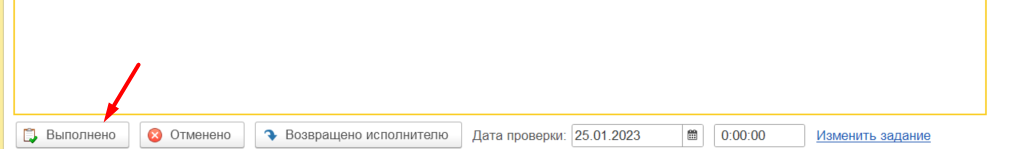 Выполнено Отменено Возвращено исполнителю Дата проверки: 25.01.2023 0:00:00 Изменить задание